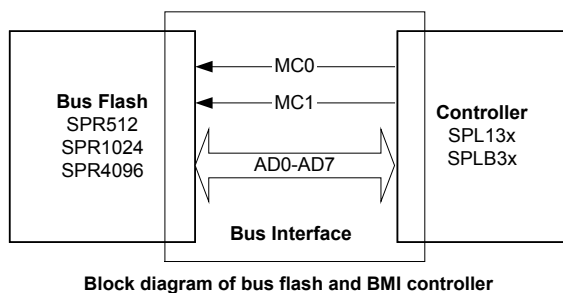 Bus Flash
SPR512
SPR1024
SPR4096
MC0
MC1
AD0-AD7
Bus Interface
Controller
SPL13x
SPLB3x
Block diagram of bus flash and BMI controller